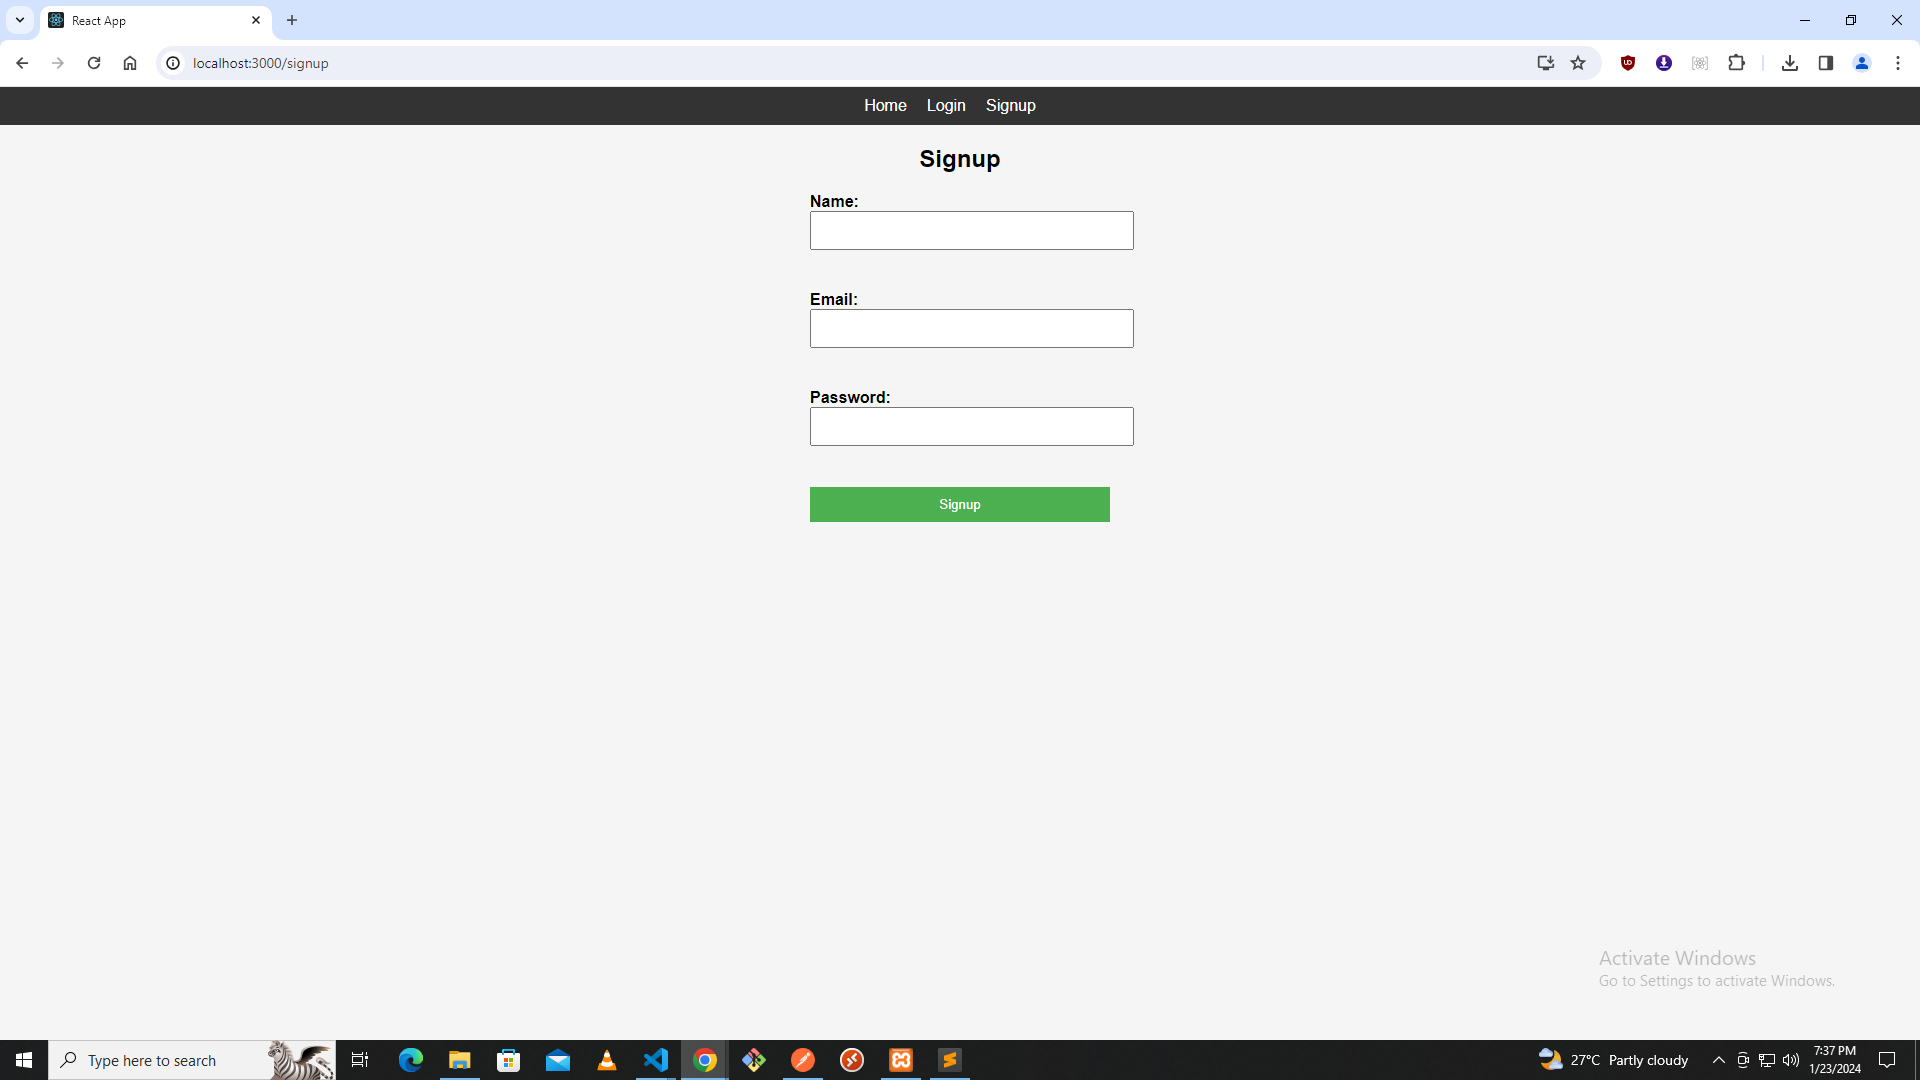 React App
localhost:3000/signup
Home Login Signup
Signup
Name:
Email:
Password:
Signup
Activate Windows
Go to Settings to activate Windows.
Type here to search
27°C Partly cloudy
7:37 PM
1/23/2024